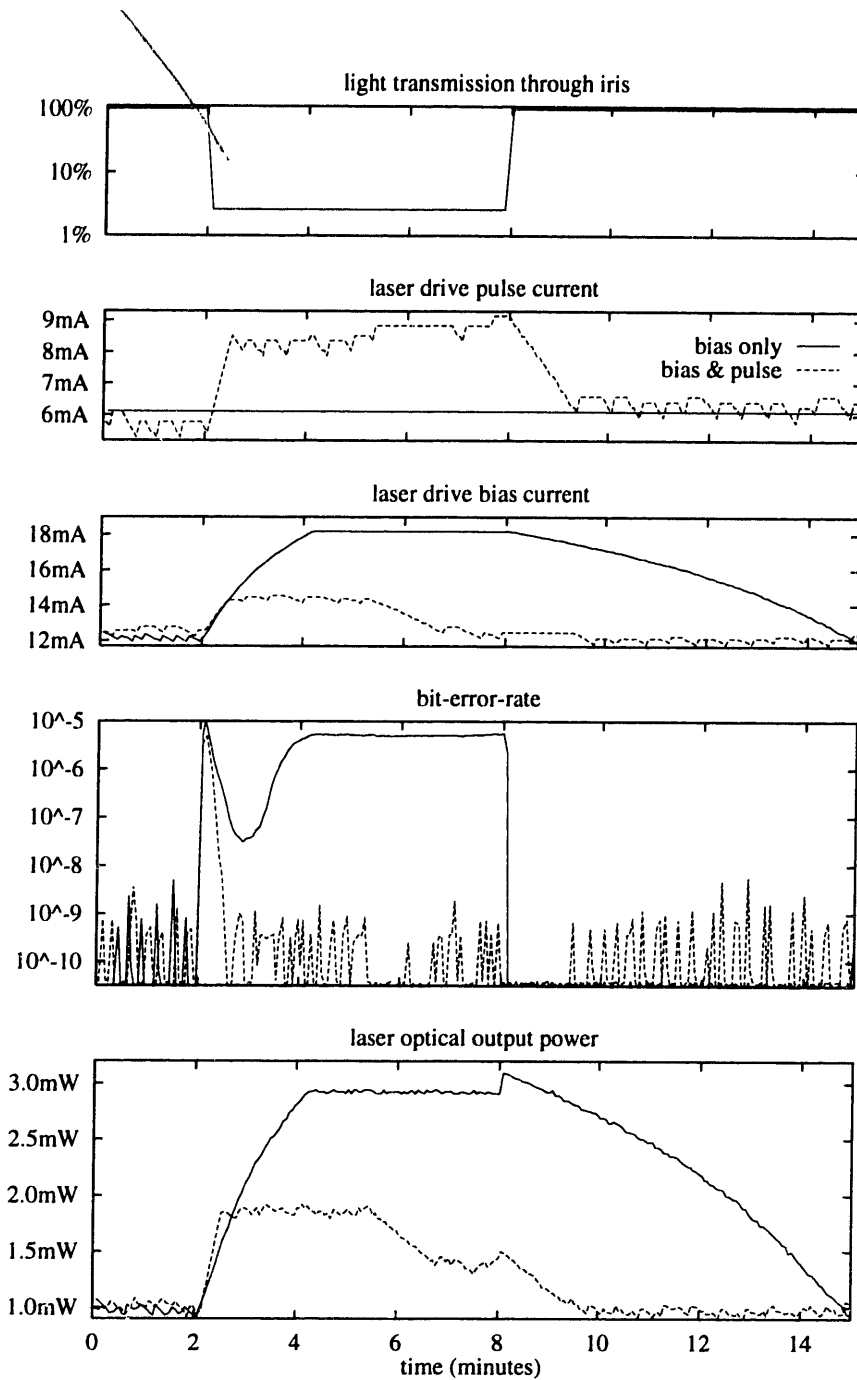 light transmission through iris
100%
10%
1%
laser drive pulse current
9mA
8mA
7mA
6mA
bias only
bias & pulse
laser drive bias current
18mA
16mA
14mA
12mA
bit-error-rate
10^-5
10^-6
10^-7
10^-8
10^-9
10^-10
laser optical output power
3.0mW
2.5mW
2.0mW
1.5mW
1.0mW
0 2 4 6 8 10 12 14
time (minutes)